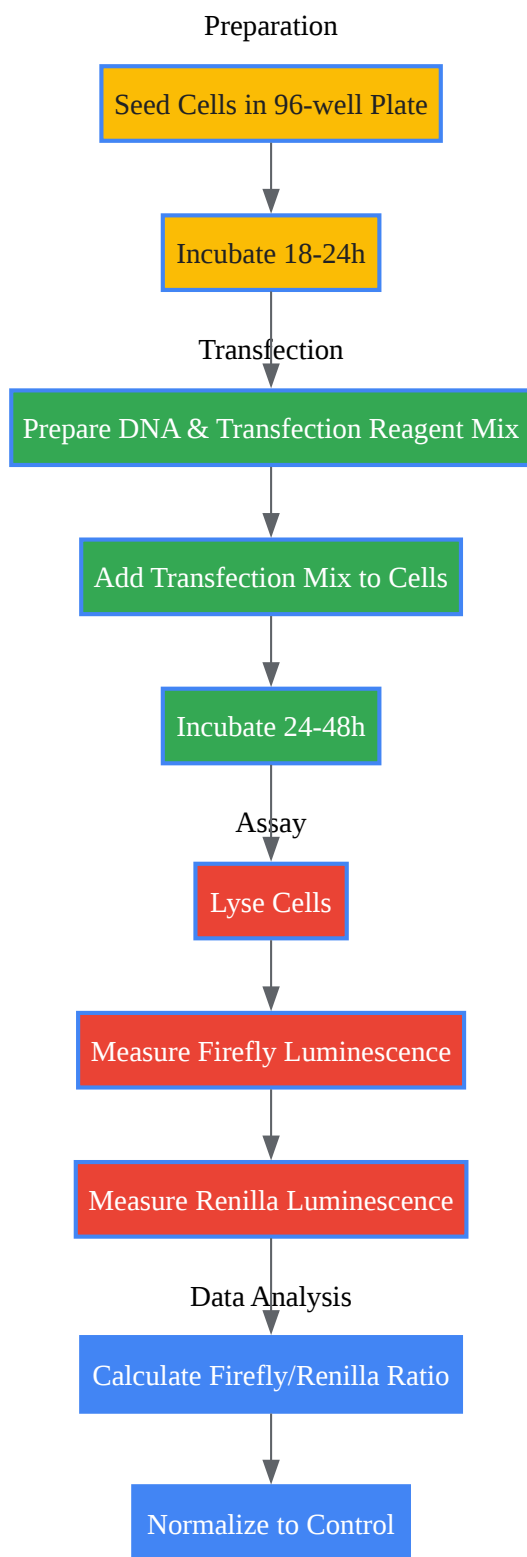 Preparation
Seed Cells in 96-well Plate
Incubate 18-24h
Transfection
Prepare DNA & Transfection Reagent Mix
Add Transfection Mix to Cells
Incubate 24-48h
Assay
Lyse Cells
Measure Firefly Luminescence
Measure Renilla Luminescence
Data Analysis
Calculate Firefly/Renilla Ratio
Normalize to Control